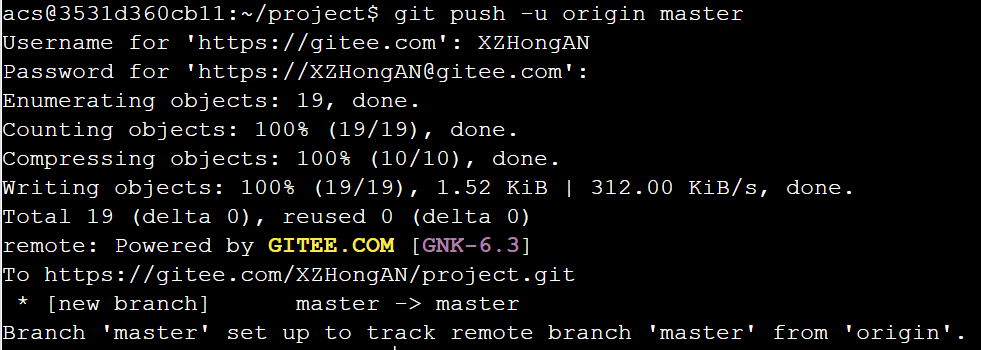 acs@3531d360cb11:~/project$ git push -u origin master
Username for 'https://gitee.com': XZHongAN
Password for 'https://XZHongAN@gitee.com':
Enumerating objects: 19, done.
Counting objects: 100% (19/19), done.
Compressing objects: 100% (10/10), done.
Writing objects: 100% (19/19), 1.52 KiB | 312.00 KiB/s, done.
Total 19 (delta 0), reused 0 (delta 0)
remote: Powered by GITEE.COM [GNK-6.3]
To https://gitee.com/XZHongAN/project.git
 * [new branch]      master -> master
Branch 'master' set up to track remote branch 'master' from 'origin'.